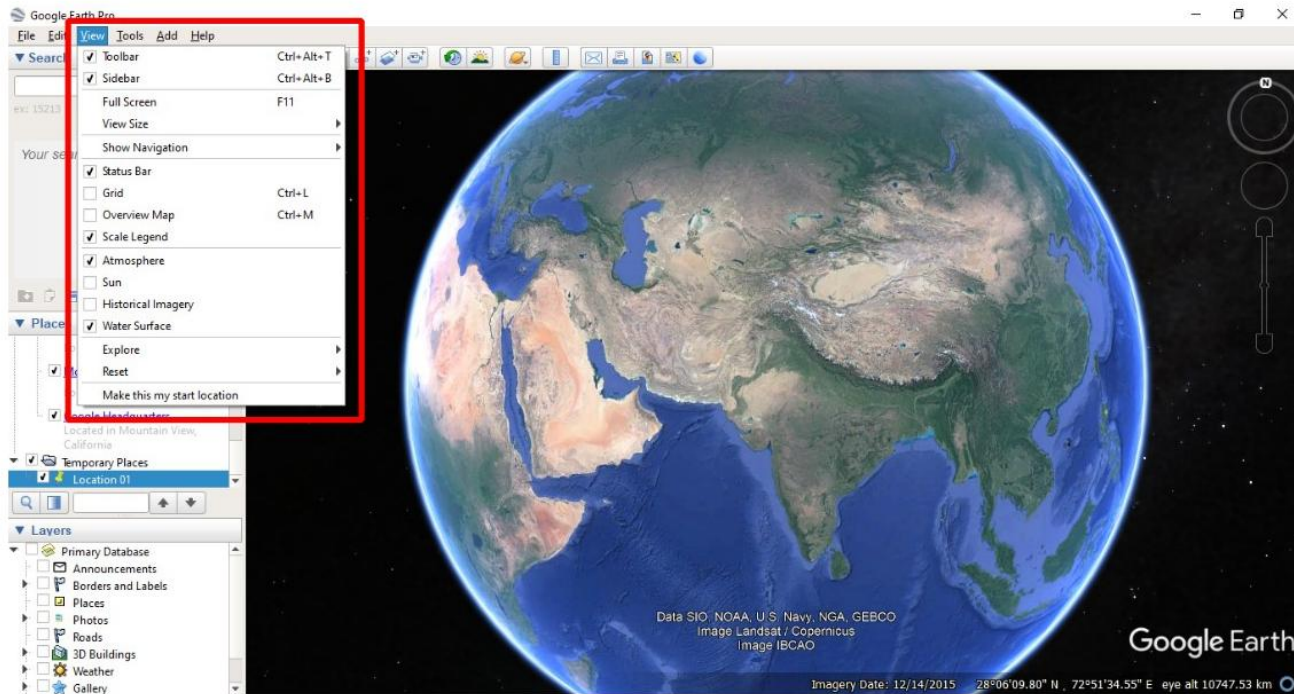 Google Earth Pro
File Edit View Tools Add Help
Search
Toolbar Ctrl+Alt+T
Sidebar Ctrl+Alt+B
ex: 15213
Full Screen F11
View Size
Your
Show Navigation
Status Bar
Grid Ctrl+L
Overview Map Ctrl+M
Scale Legend
Atmosphere
Sun
Historical Imagery
Water Surface
Explore
Reset
Make this my start location
N
Google Headquarters
Located in Mountain View,
California
Temporary Places
Location 01
Layers
Primary Database
Announcements
Borders and Labels
Places
Photos
Roads
3D Buildings
Weather
Gallery
Data SIO, NOAA, U.S. Navy, NGA, GEBCO
Image Landsat / Copernicus
Image IBCAO
Google Earth
Imagery Date: 12/14/2015 28°06'09.80" N , 72°51'34.55" E eye alt 10747.53 km